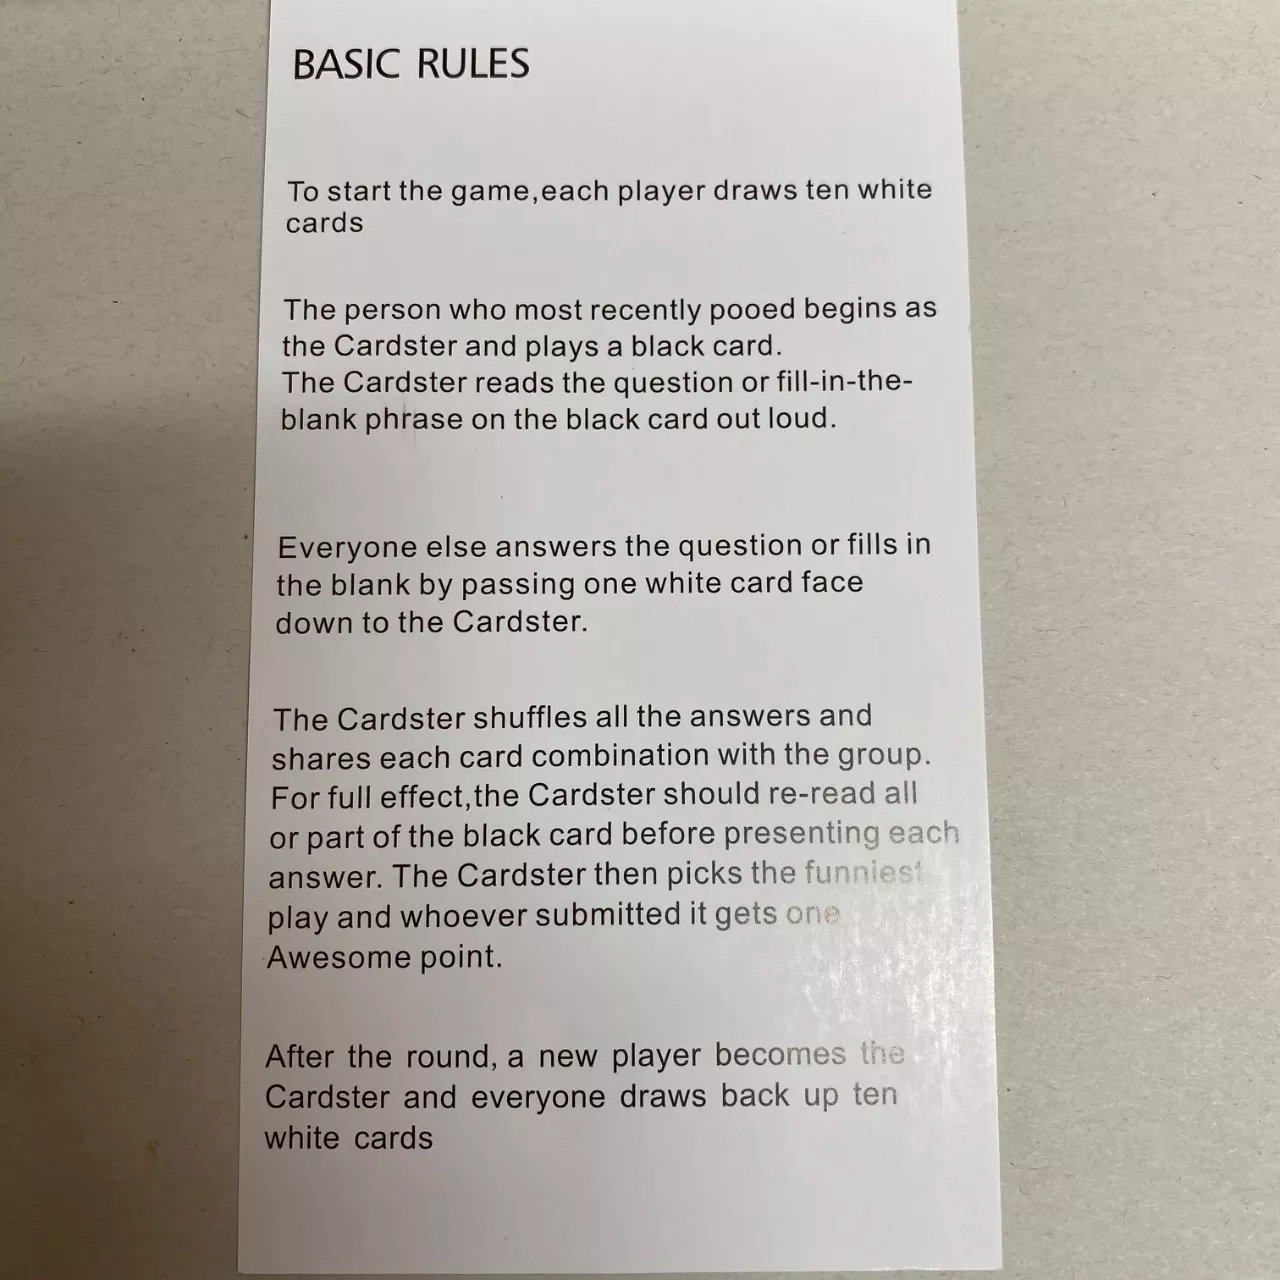 BASIC RULES
To start the game,each player draws ten white
cards
The person who most recently pooed begins as
the Cardster and plays a black card.
The Cardster reads the question or fill-in-the-
blank phrase on the black card out loud.
Everyone else answers the question or fills in
the blank by passing one white card face
down to the Cardster.
The Cardster shuffles all the answers and
shares each card combination with the group.
For full effect,the Cardster should re-read all
or part of the black card before presenting each
answer. The Cardster then picks the funniest
play and whoever submitted it gets one
Awesome point.
After the round, a new player becomes the
Cardster and everyone draws back up ten
white cards